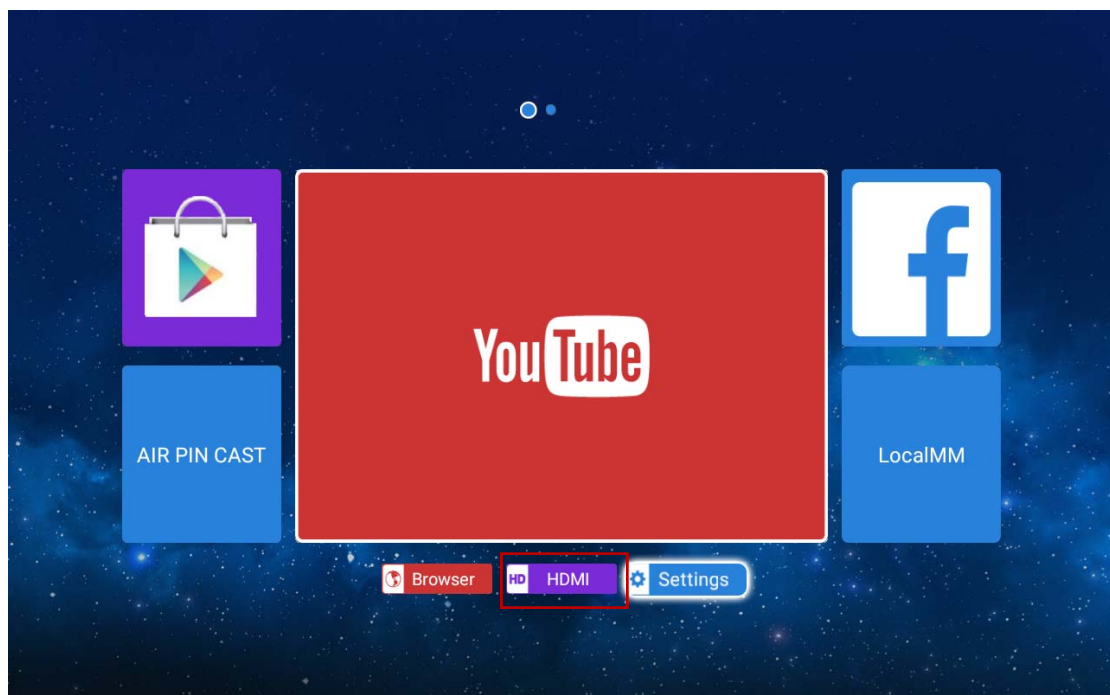 YouTube
AIR PIN CAST
LocalMM
Browser
HD HDMI
Settings